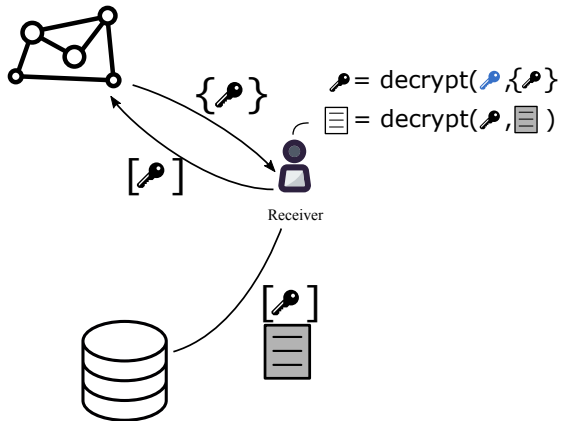 { }
= decrypt( ,{ }
= decrypt( , )
[ ]
Receiver
[ ]